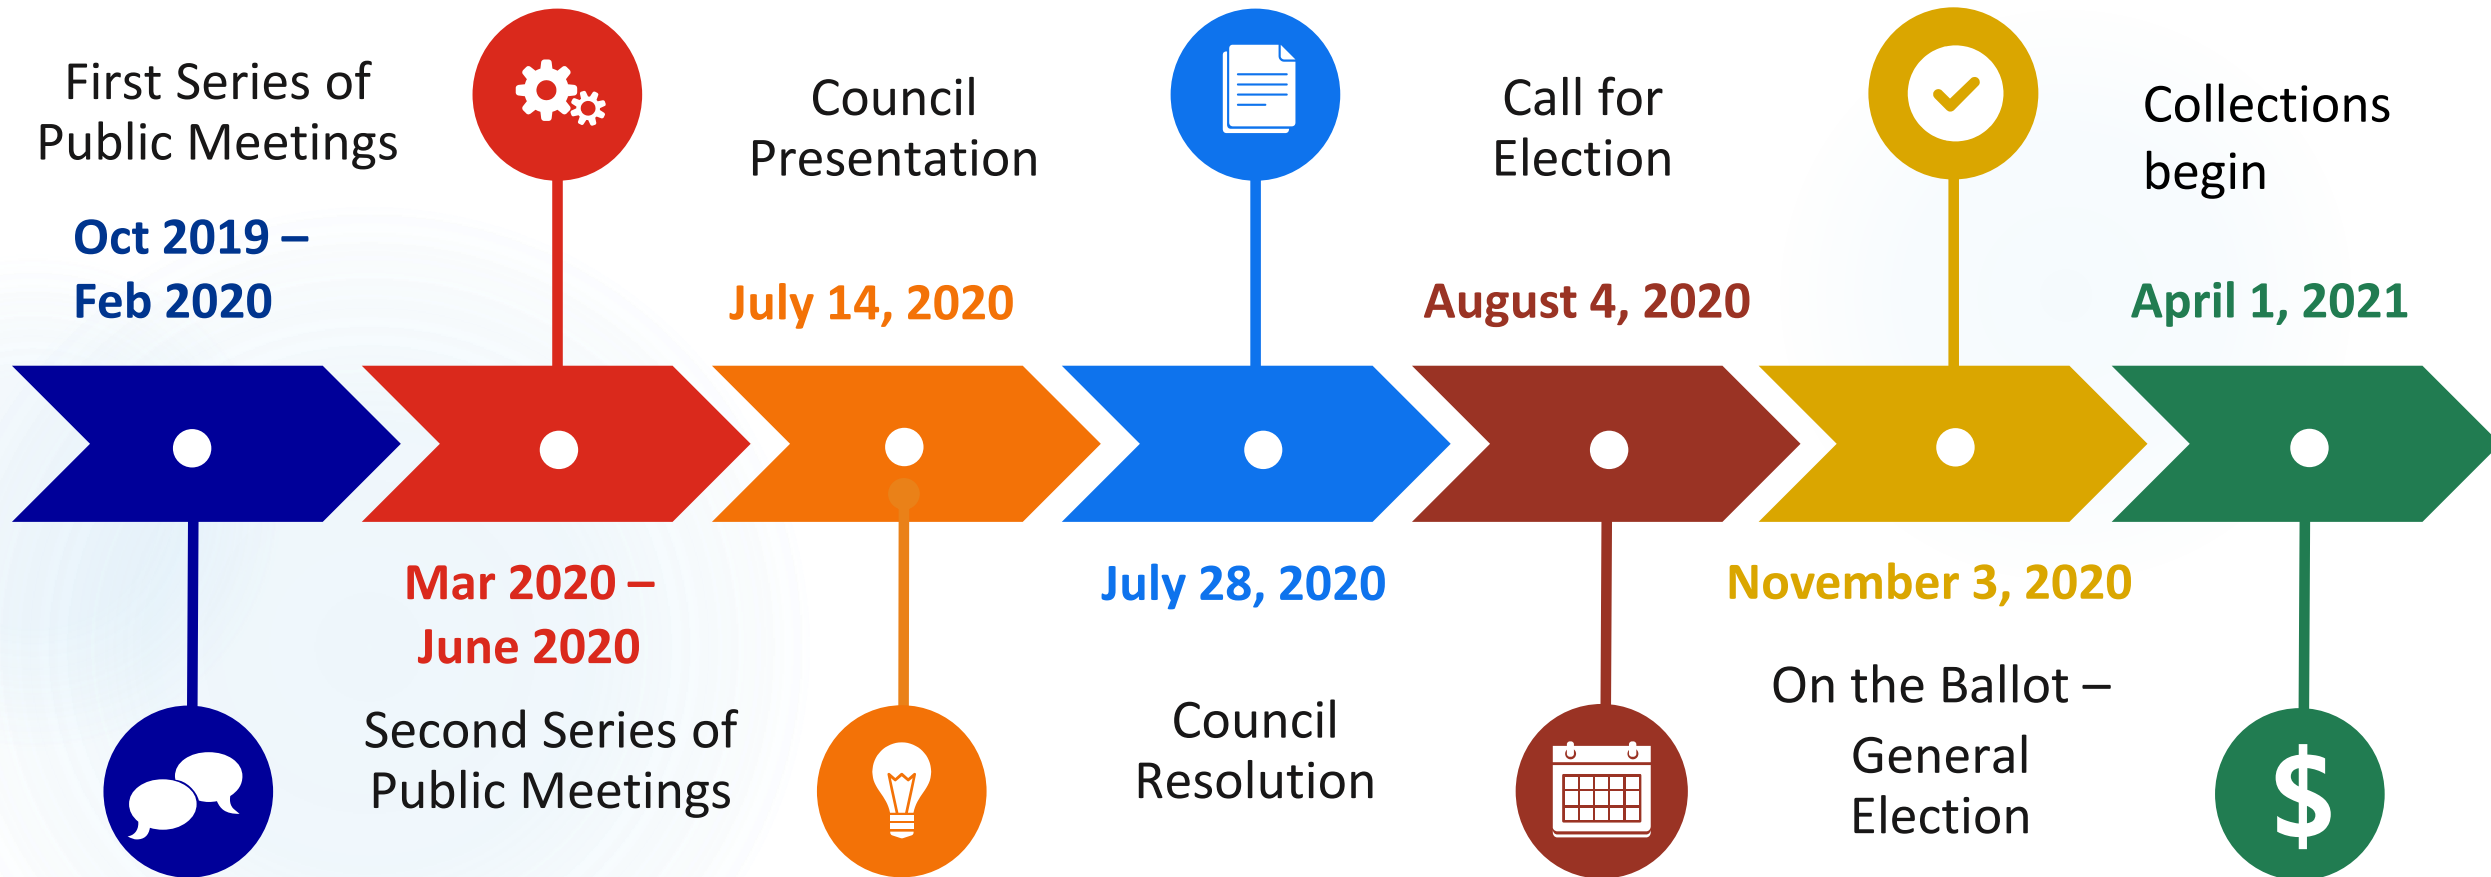 First Series of
Public Meetings
Oct 2019 –
Feb 2020
Mar 2020 –
June 2020
Second Series of
Public Meetings
Council
Presentation
July 14, 2020
July 28, 2020
Council
Resolution
Call for
Election
August 4, 2020
November 3, 2020
On the Ballot –
General
Election
Collections
begin
April 1, 2021
$